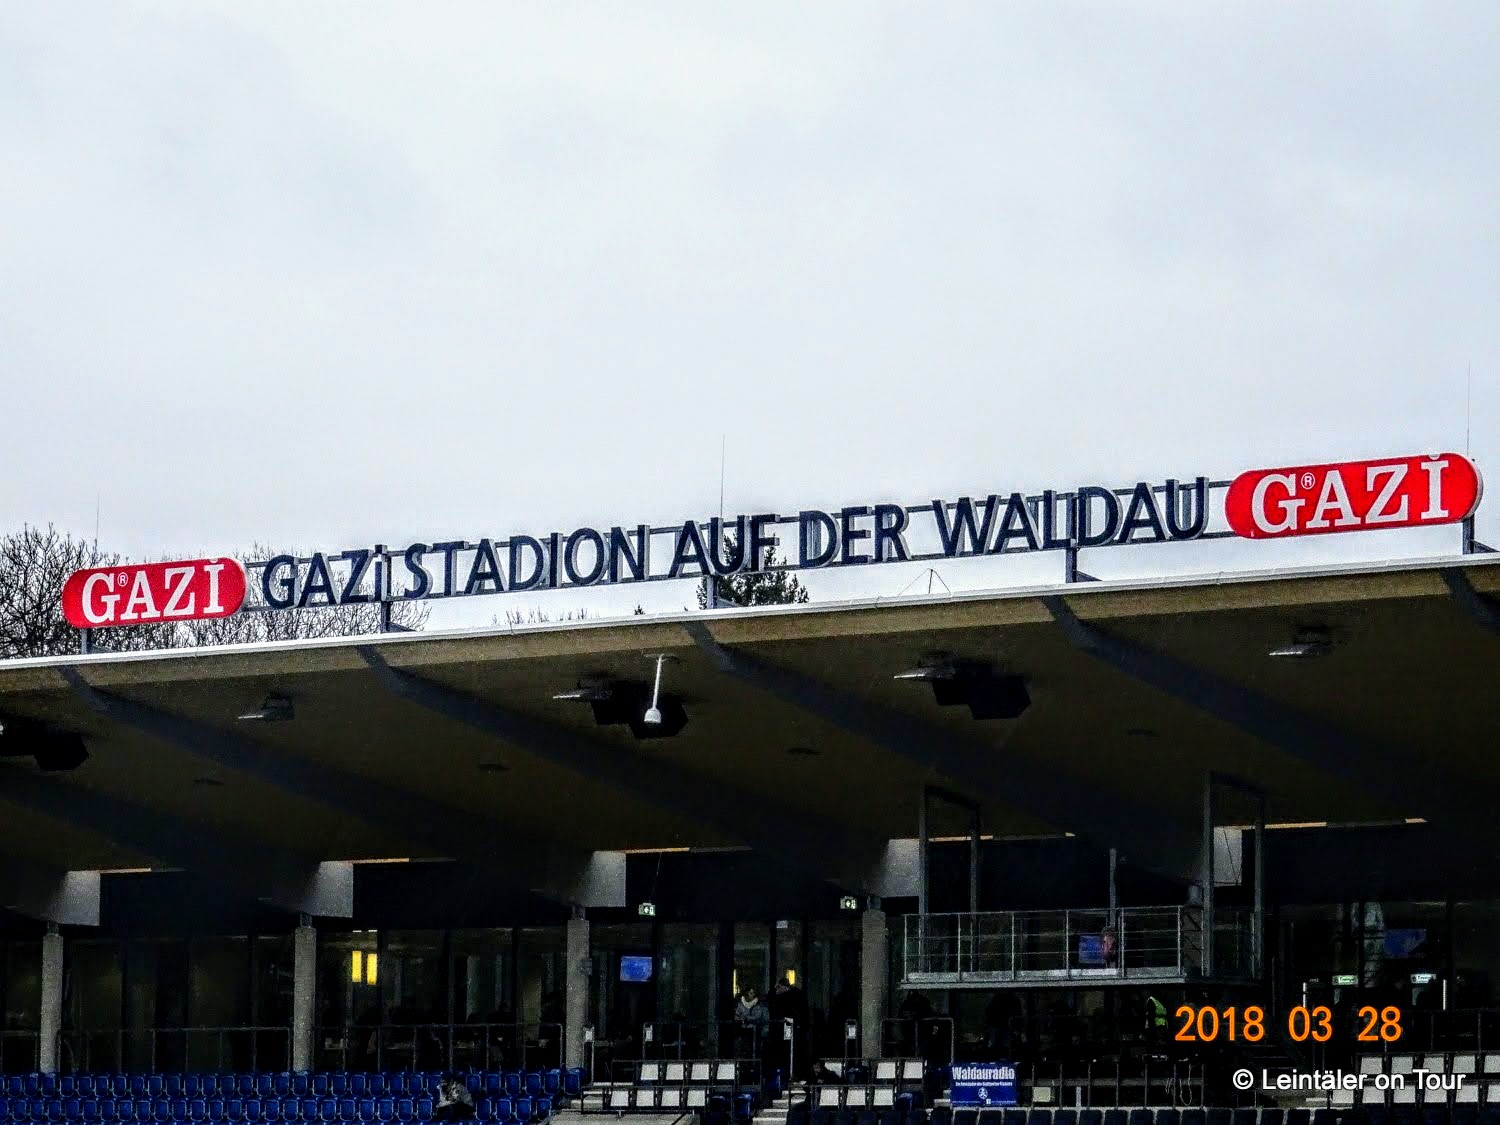 GAZİ® GAZİ STADION AUF DER WALDAU GAZİ®
Waldauradio
2018 03 28
© Leintäler on Tour